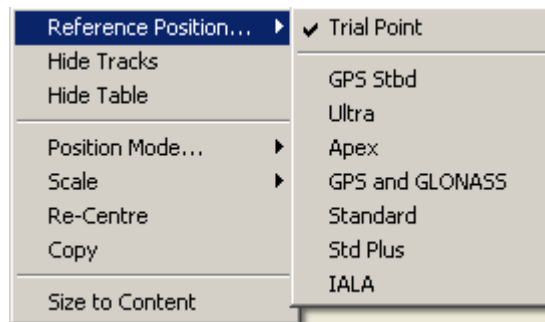 Reference Position...
Hide Tracks
Hide Table
Position Mode...
Scale
Re-Centre
Copy
Size to Content
Trial Point
GPS Stbd
Ultra
Apex
GPS and GLONASS
Standard
Std Plus
IALA